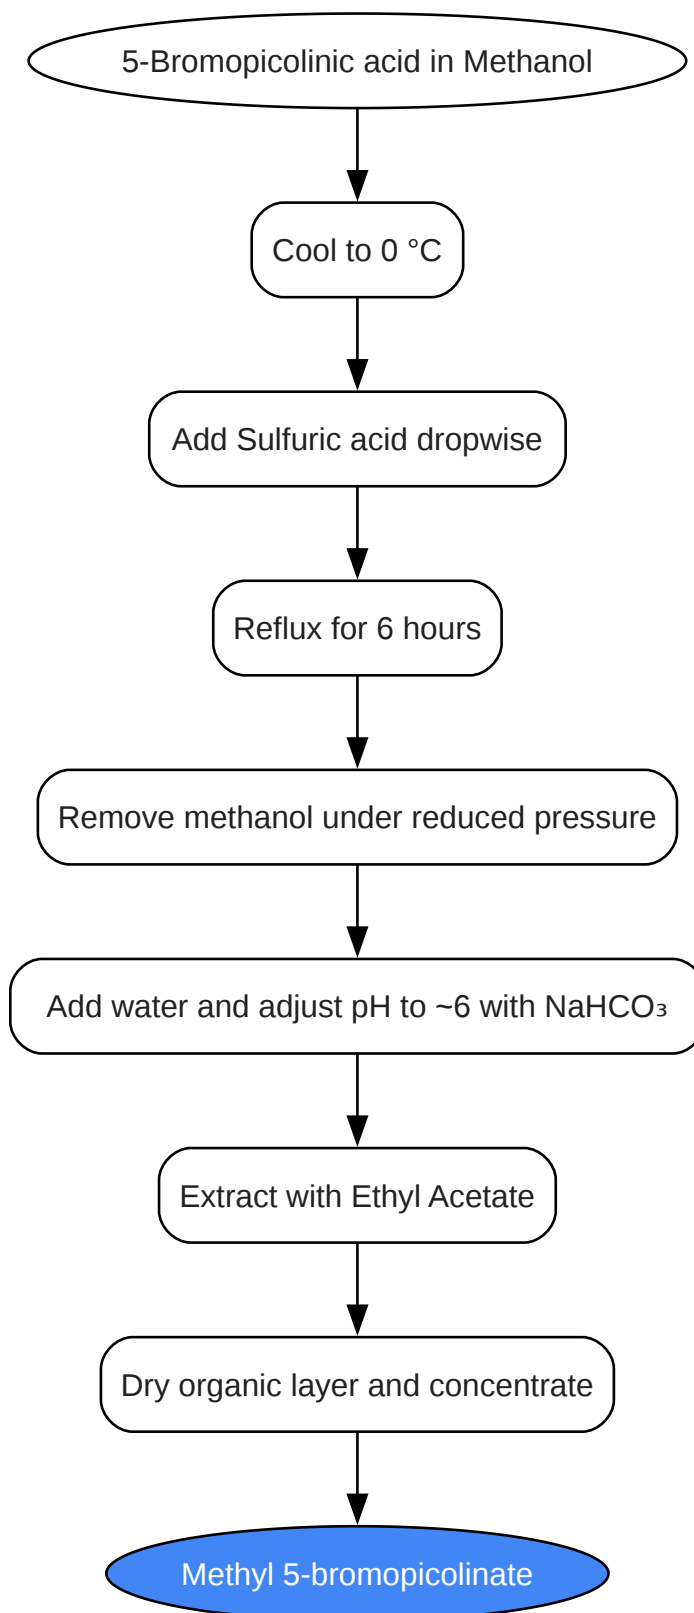 5-Bromopicolinic acid in Methanol
Cool to 0 °C
Add Sulfuric acid dropwise
Reflux for 6 hours
Remove methanol under reduced pressure
Add water and adjust pH to ~6 with NaHCO₃
Extract with Ethyl Acetate
Dry organic layer and concentrate
Methyl 5-bromopicolinate